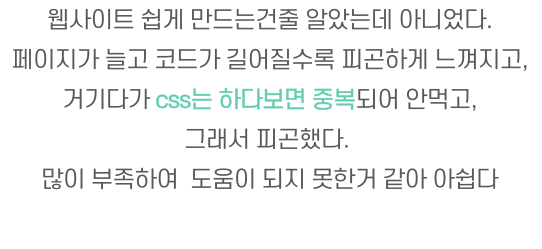 웹사이트 쉽게 만드는건줄 알았는데 아니었다.
페이지가 늘고 코드가 길어질수록 피곤하게 느껴지고,
거기다가 css는 하다보면 중복되어 안먹고,
그래서 피곤했다.
많이 부족하여  도움이 되지 못한거 같아 아쉽다